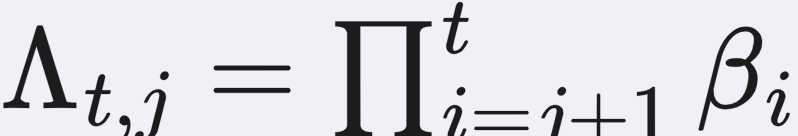 Λ_{t,j} = ∏_{i=j+1}^{t} β_i